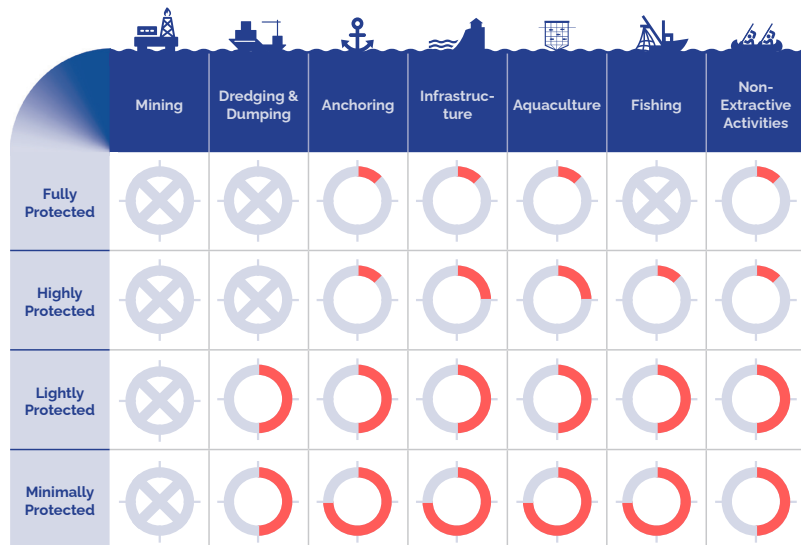 Mining
Dredging &
Dumping
Anchoring
Infrastruc-
ture
Aquaculture
Fishing
Non-
Extractive
Activities
Fully
Protected
Highly
Protected
Lightly
Protected
Minimally
Protected